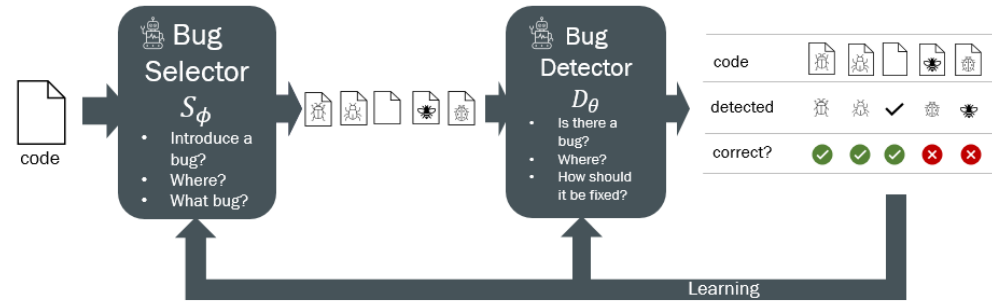 code
Bug
Selector
Sϕ
• Introduce a
bug?
• Where?
• What bug?
Bug
Detector
Dθ
• Is there a
bug?
• Where?
• How should
it be fixed?
code
detected
correct?
Learning